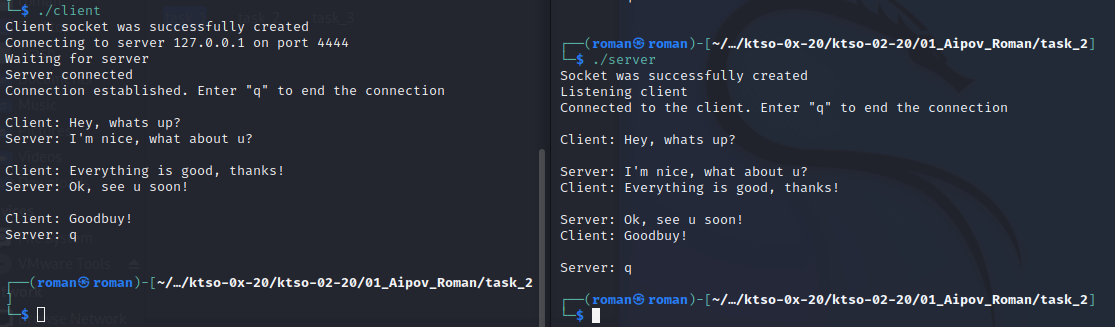 └─$ ./client
Client socket was successfully created
Connecting to server 127.0.0.1 on port 4444
Waiting for server
Server connected
Connection established. Enter "q" to end the connection

Client: Hey, whats up?
Server: I'm nice, what about u?

Client: Everything is good, thanks!
Server: Ok, see u soon!

Client: Goodbuy!
Server: q

┌──(roman㉿roman)-[~/…/ktso-0x-20/ktso-02-20/01_Aipov_Roman/task_2
]
└─$

┌──(roman㉿roman)-[~/…/ktso-0x-20/ktso-02-20/01_Aipov_Roman/task_2]
└─$ ./server
Socket was successfully created
Listening client
Connected to the client. Enter "q" to end the connection

Client: Hey, whats up?

Server: I'm nice, what about u?
Client: Everything is good, thanks!

Server: Ok, see u soon!
Client: Goodbuy!

Server: q

┌──(roman㉿roman)-[~/…/ktso-0x-20/ktso-02-20/01_Aipov_Roman/task_2]
└─$